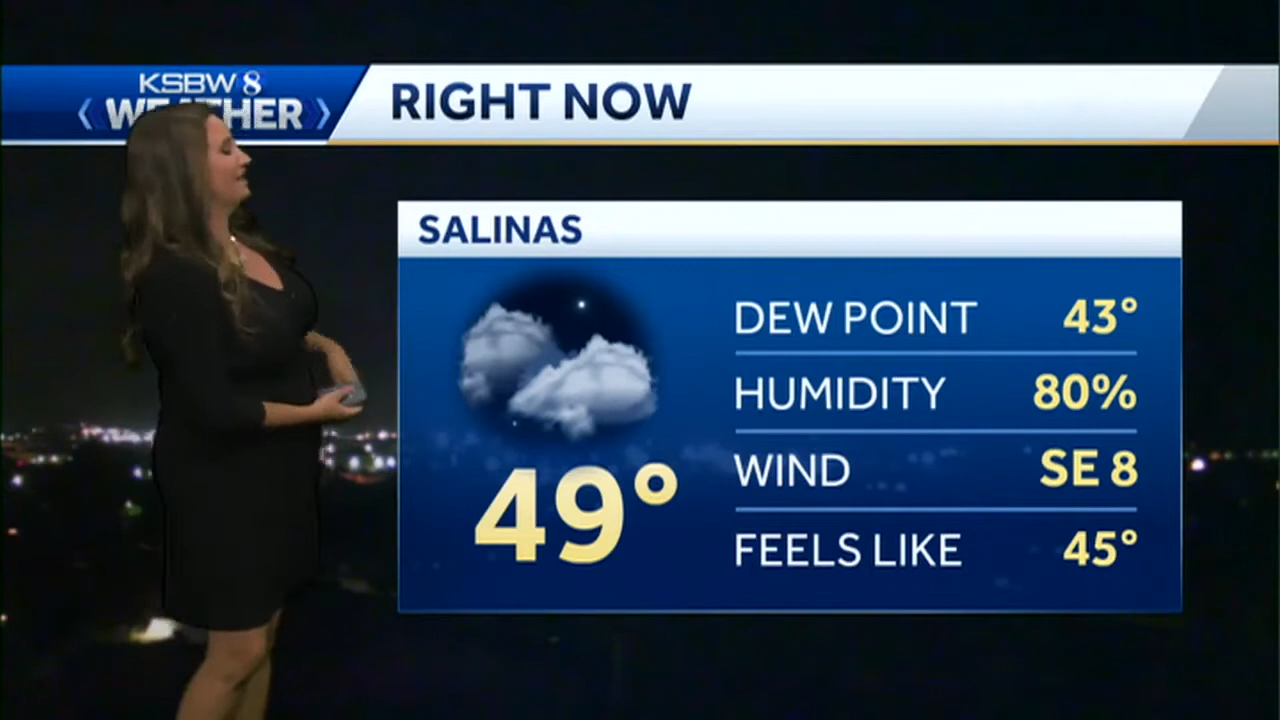 KSBW 8
WEATHER
RIGHT NOW
SALINAS
49°
DEW POINT 43°
HUMIDITY 80%
WIND SE 8
FEELS LIKE 45°